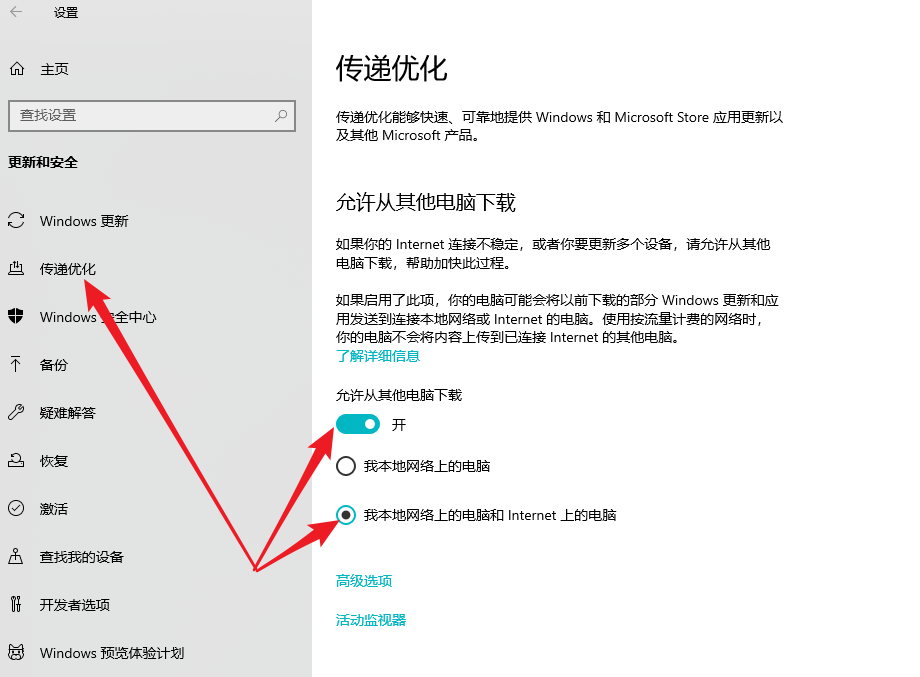 设置
主页
查找设置
更新和安全
Windows 更新
传递优化
Windows 安全中心
备份
疑难解答
恢复
激活
查找我的设备
开发者选项
Windows 预览体验计划
传递优化
传递优化能够快速、可靠地提供 Windows 和 Microsoft Store 应用更新以
及其他 Microsoft 产品。
允许从其他电脑下载
如果你的 Internet 连接不稳定，或者你要更新多个设备，请允许从其他
电脑下载，帮助加快此过程。
如果启用了此项，你的电脑可能会将以前下载的部分 Windows 更新和应
用发送到连接本地网络或 Internet 的电脑。使用按流量计费的网络时，
你的电脑不会将内容上传到已连接 Internet 的其他电脑。
了解详细信息
允许从其他电脑下载
开
我本地网络上的电脑
我本地网络上的电脑和 Internet 上的电脑
高级选项
活动监视器